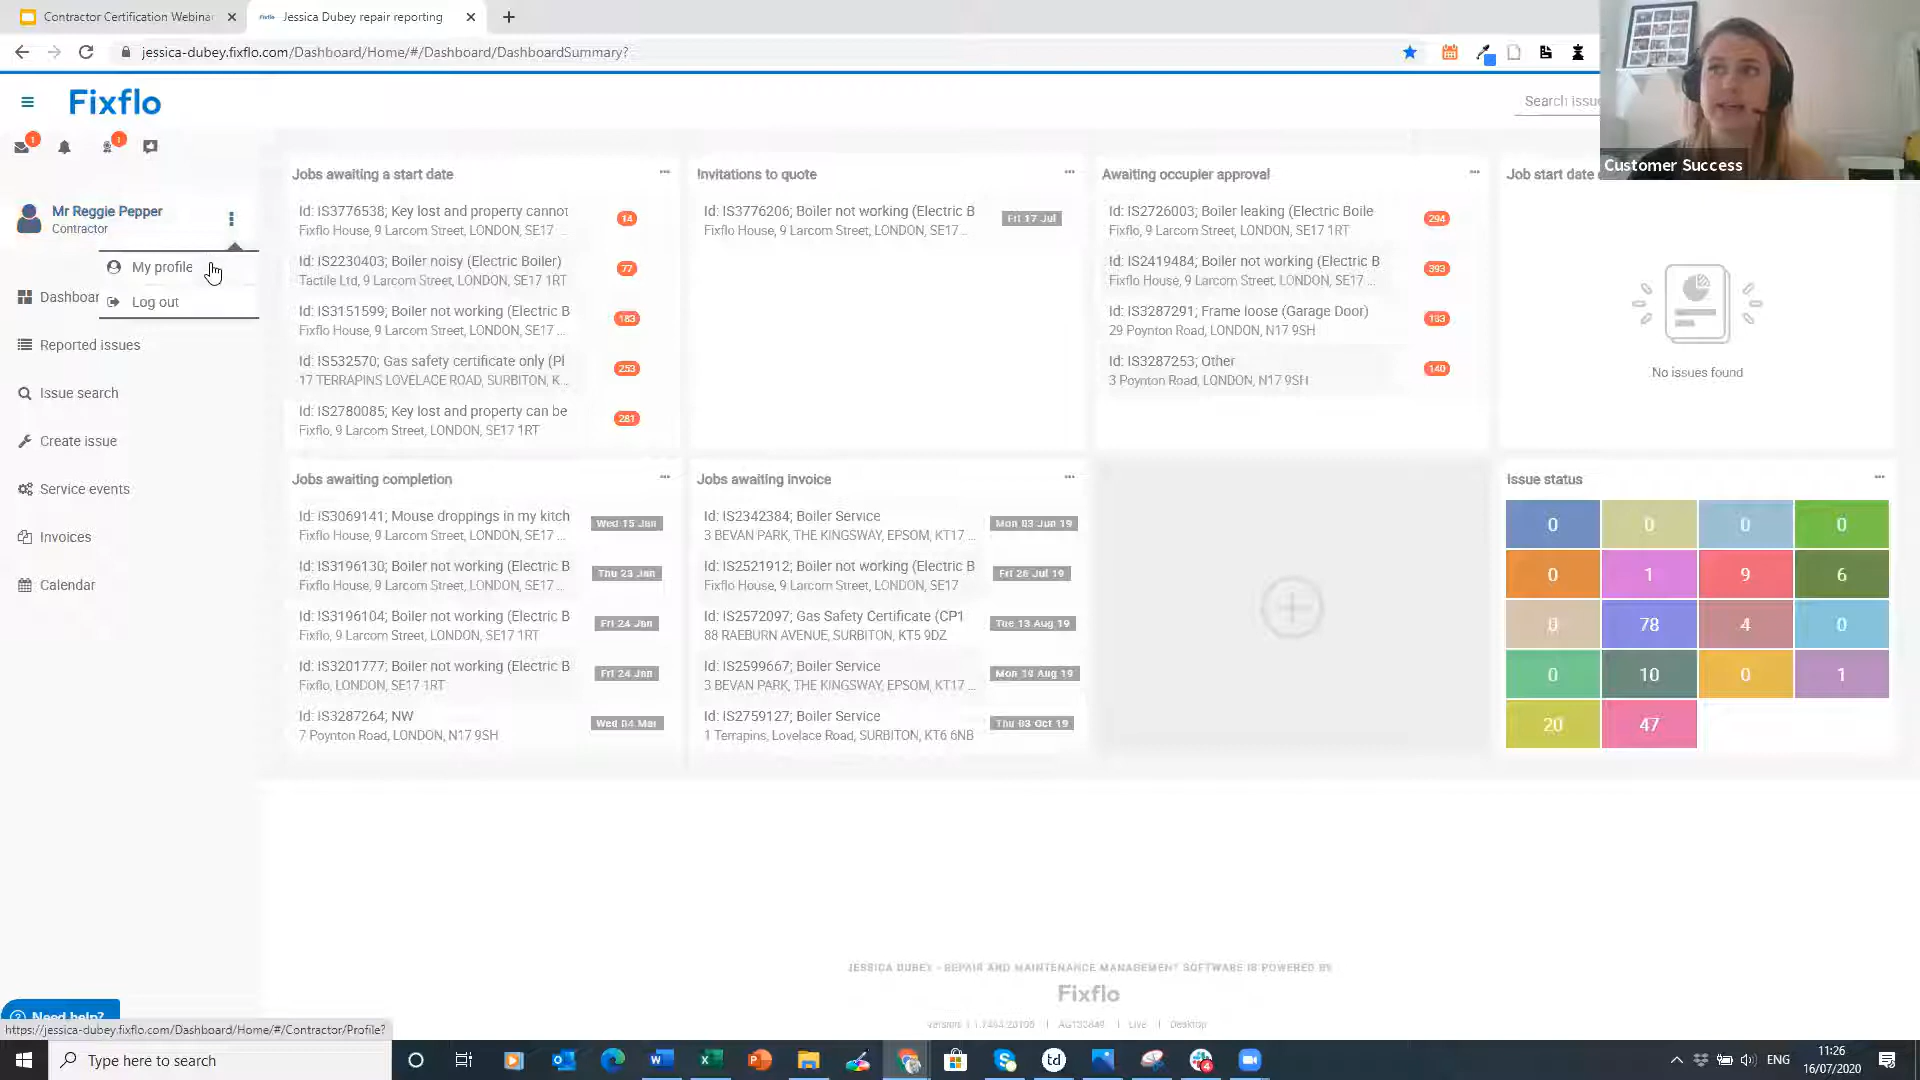 Contractor Certification Webina
Jessica Dubey repair reporting
jessica-dubey.fixflo.com/Dashboard/Home/#/Dashboard/DashboardSummary?
Fixflo
Search issu
Customer Success
1
1
Mr Reggie Pepper
Contractor
My profile
Log out
Dashboar
Reported issues
Issue search
Create issue
Service events
Invoices
Calendar
Jobs awaiting a start date
Id: IS3776538; Key lost and property cannot
Fixflo House, 9 Larcom Street, LONDON, SE17 ...
14
Id: IS2230403; Boiler noisy (Electric Boiler)
Tactile Ltd, 9 Larcom Street, LONDON, SE17 1RT
77
Id: IS3151599; Boiler not working (Electric B
Fixflo House, 9 Larcom Street, LONDON, SE17 ...
183
Id: IS532570; Gas safety certificate only (Pl
17 TERRAPINS LOVELACE ROAD, SURBITON, K...
253
Id: IS2780085; Key lost and property can be
Fixflo, 9 Larcom Street, LONDON, SE17 1RT
281
Invitations to quote
Id: IS3776206; Boiler not working (Electric B
Fixflo House, 9 Larcom Street, LONDON, SE17 ...
Fri 17 Jul
Awaiting occupier approval
Id: IS2726003; Boiler leaking (Electric Boile
Fixflo, 9 Larcom Street, LONDON, SE17 1RT
294
Id: IS2419484; Boiler not working (Electric B
Fixflo House, 9 Larcom Street, LONDON, SE17 ...
393
Id: IS3287291; Frame loose (Garage Door)
29 Poynton Road, LONDON, N17 9SH
Id: IS3287253; Other
3 Poynton Road, LONDON, N17 9SH
140
Job start date
No issues found
Jobs awaiting completion
Id: IS3069141; Mouse droppings in my kitch
Fixflo House, 9 Larcom Street, LONDON, SE17 ...
Wed 15 Jan
Id: IS3196130; Boiler not working (Electric B
Fixflo House, 9 Larcom Street, LONDON, SE17 ...
Thu 23 Jan
Id: IS3196104; Boiler not working (Electric B
Fixflo, 9 Larcom Street, LONDON, SE17 1RT
Fri 24 Jan
Id: IS3201777; Boiler not working (Electric B
Fixflo, LONDON, SE17 1RT
Fri 24 Jan
Id: IS3287264; NW
7 Poynton Road, LONDON, N17 9SH
Wed 04 Mar
Jobs awaiting invoice
Id: IS2342384; Boiler Service
3 BEVAN PARK, THE KINGSWAY, EPSOM, KT17 ...
Mon 03 Jun 19
Id: IS2521912; Boiler not working (Electric B
Fixflo House, 9 Larcom Street, LONDON, SE17
Fri 26 Jul 19
Id: IS2572097; Gas Safety Certificate (CP1
88 RAEBURN AVENUE, SURBITON, KT5 9DZ
Tue 13 Aug 19
Id: IS2599667; Boiler Service
3 BEVAN PARK, THE KINGSWAY, EPSOM, KT17 ...
Mon 19 Aug 19
Id: IS2759127; Boiler Service
1 Terrapins, Lovelace Road, SURBITON, KT6 6NB
Thu 03 Oct 19
Issue status
0 0 0 0
0 1 9 6
0 78 4 0
0 10 0 1
20 47
JESSICA DUBEY - REPAIR AND MAINTENANCE MANAGEMENT SOFTWARE IS POWERED BY
Fixflo
Live | Desktop
Need help?
https://jessica-dubey.fixflo.com/Dashboard/Home/#/Contractor/Profile?
Type here to search
ENG
11:26
16/07/2020